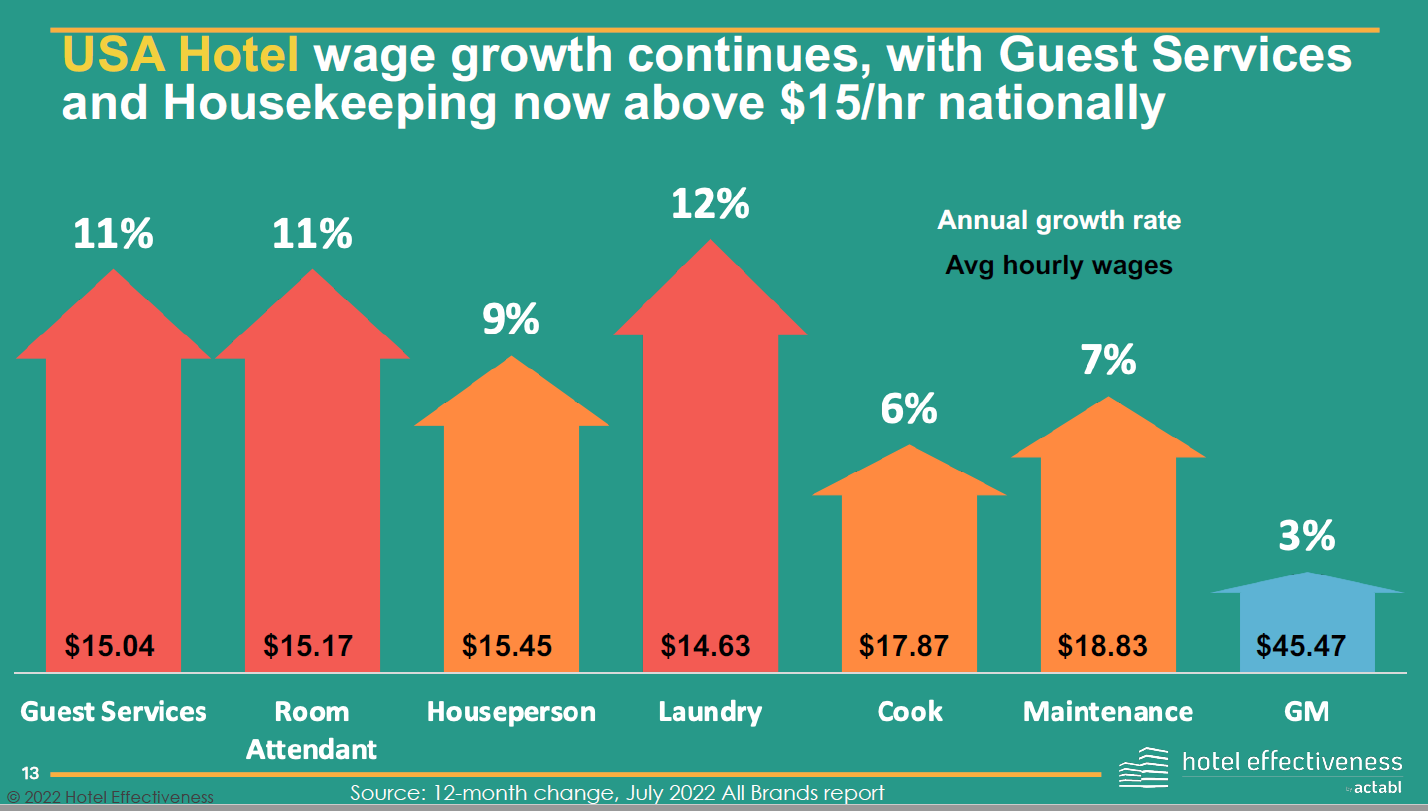 USA Hotel wage growth continues, with Guest Services
and Housekeeping now above $15/hr nationally
11%
11%
9%
12%
6%
7%
3%
Annual growth rate
Avg hourly wages
$15.04
$15.17
$15.45
$14.63
$17.87
$18.83
$45.47
Guest Services
Room
Attendant
Houseperson
Laundry
Cook
Maintenance
GM
13
hotel effectiveness
by actabl
© 2022 Hotel Effectiveness
Source: 12-month change, July 2022 All Brands report